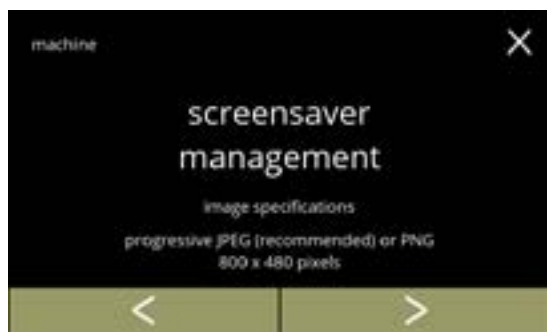 machine
screensaver
management
image specifications
progressive JPEG (recommended) or PNG
800 x 480 pixels
< >